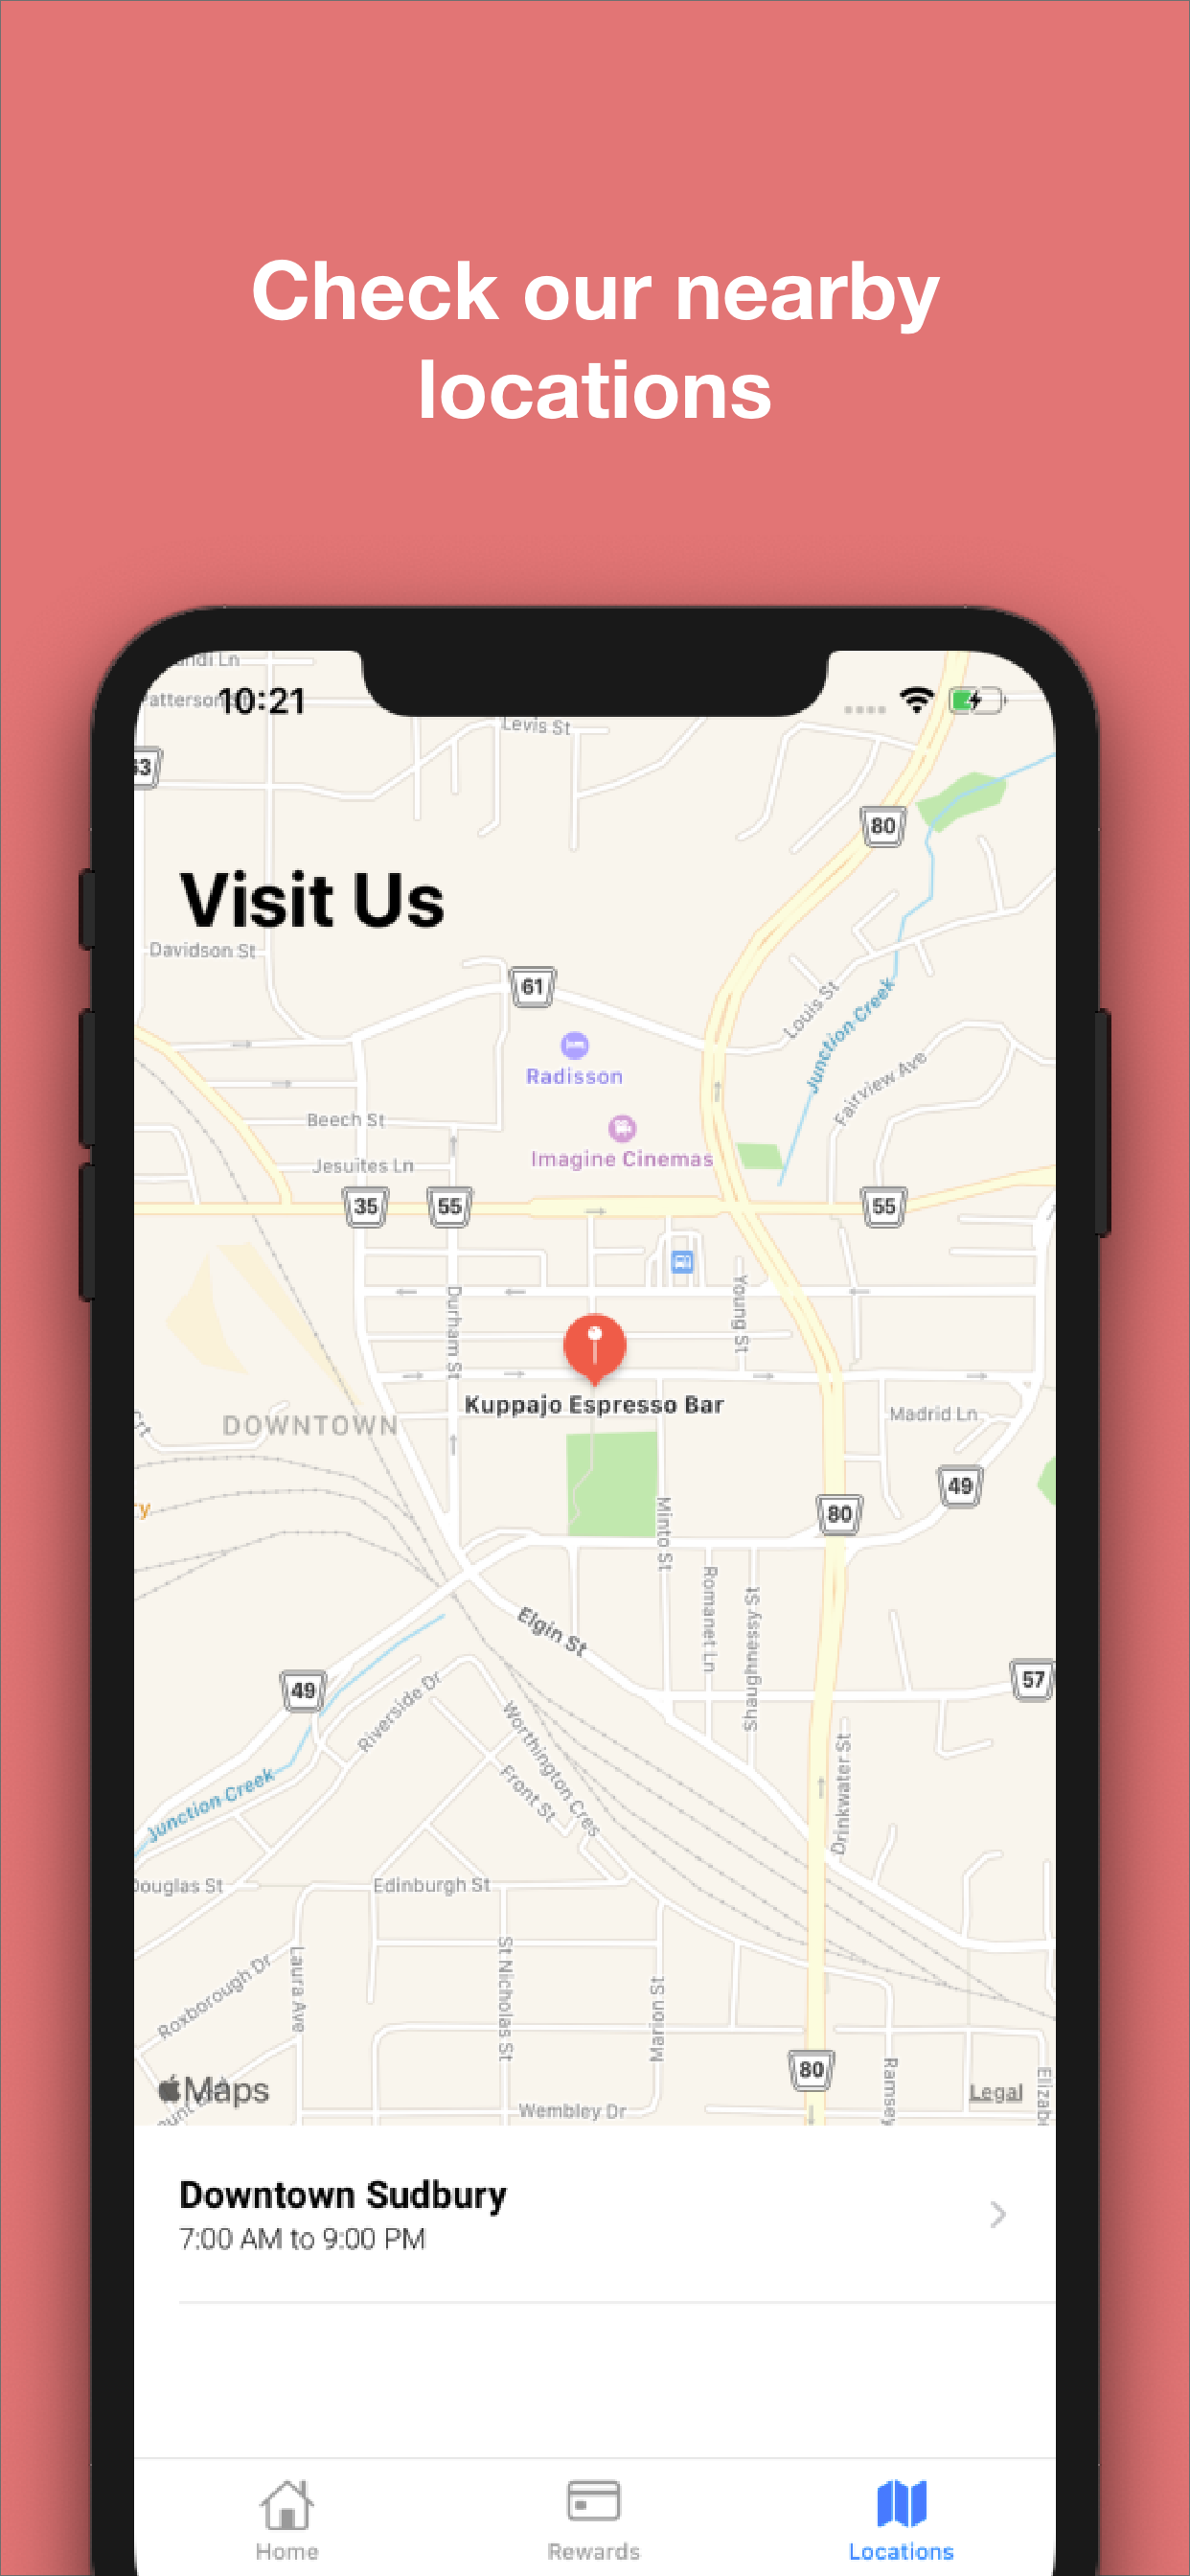 Check our nearby
locations
10:21
Levis St
80
Visit Us
Davidson St
61
Louis St
Junction Creek
Radisson
Fairview Ave
Beech St
Imagine Cinemas
Jesuites Ln
35
55
55
Durham St
Young St
Kuppajo Espresso Bar
DOWNTOWN
Madrid Ln
49
80
Minto St
Romanet Ln
Shaughnessy St
Elgin St
57
49
Riverside Dr
Worthington Cres
Front St
Drinkwater St
Junction Creek
Douglas St
Edinburgh St
Roxborough Dr
Laura Ave
St Nicholas St
Marion St
80
Ramsey
Maps
Legal
Wembley Dr
Downtown Sudbury
7:00 AM to 9:00 PM
Home
Rewards
Locations